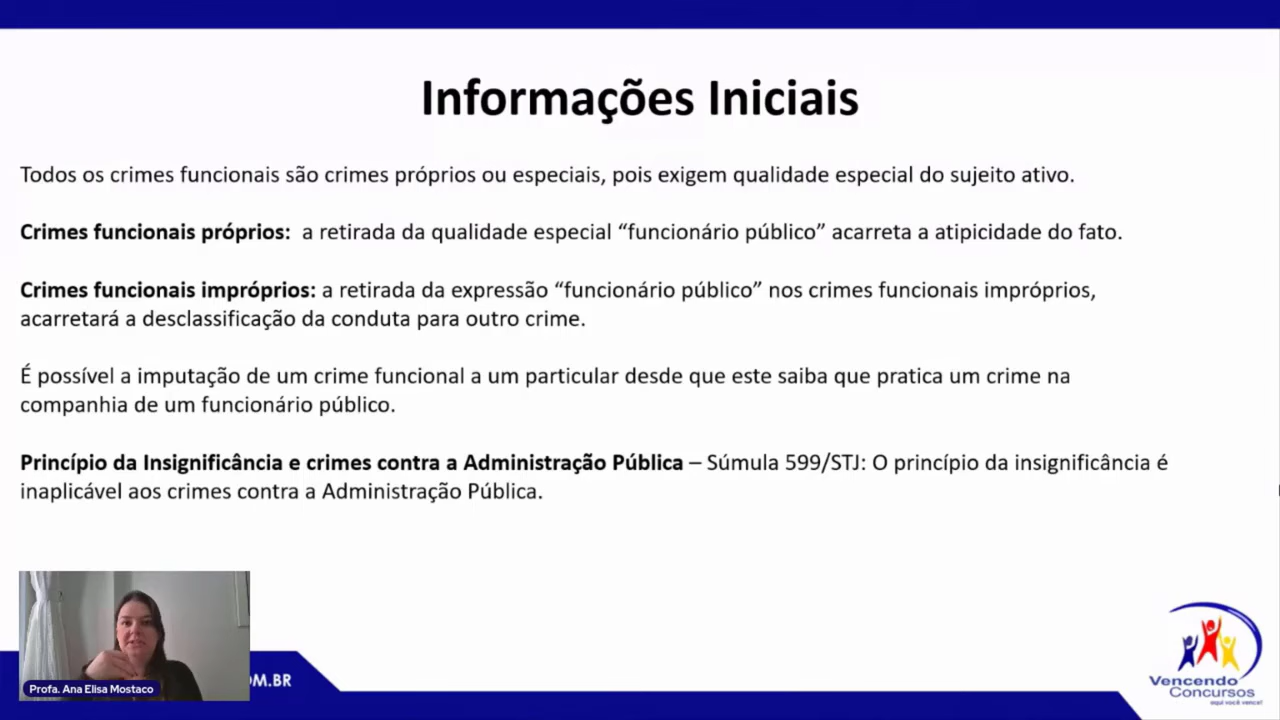 Informações Iniciais
Todos os crimes funcionais são crimes próprios ou especiais, pois exigem qualidade especial do sujeito ativo.
Crimes funcionais próprios: a retirada da qualidade especial “funcionário público” acarreta a atipicidade do fato.
Crimes funcionais impróprios: a retirada da expressão “funcionário público” nos crimes funcionais impróprios,
acarretará a desclassificação da conduta para outro crime.
É possível a imputação de um crime funcional a um particular desde que este saiba que pratica um crime na
companhia de um funcionário público.
Princípio da Insignificância e crimes contra a Administração Pública – Súmula 599/STJ: O princípio da insignificância é
inaplicável aos crimes contra a Administração Pública.
Profa. Ana Elisa Mostaco
OM.BR
Vencendo
Concursos
aqui você vence!